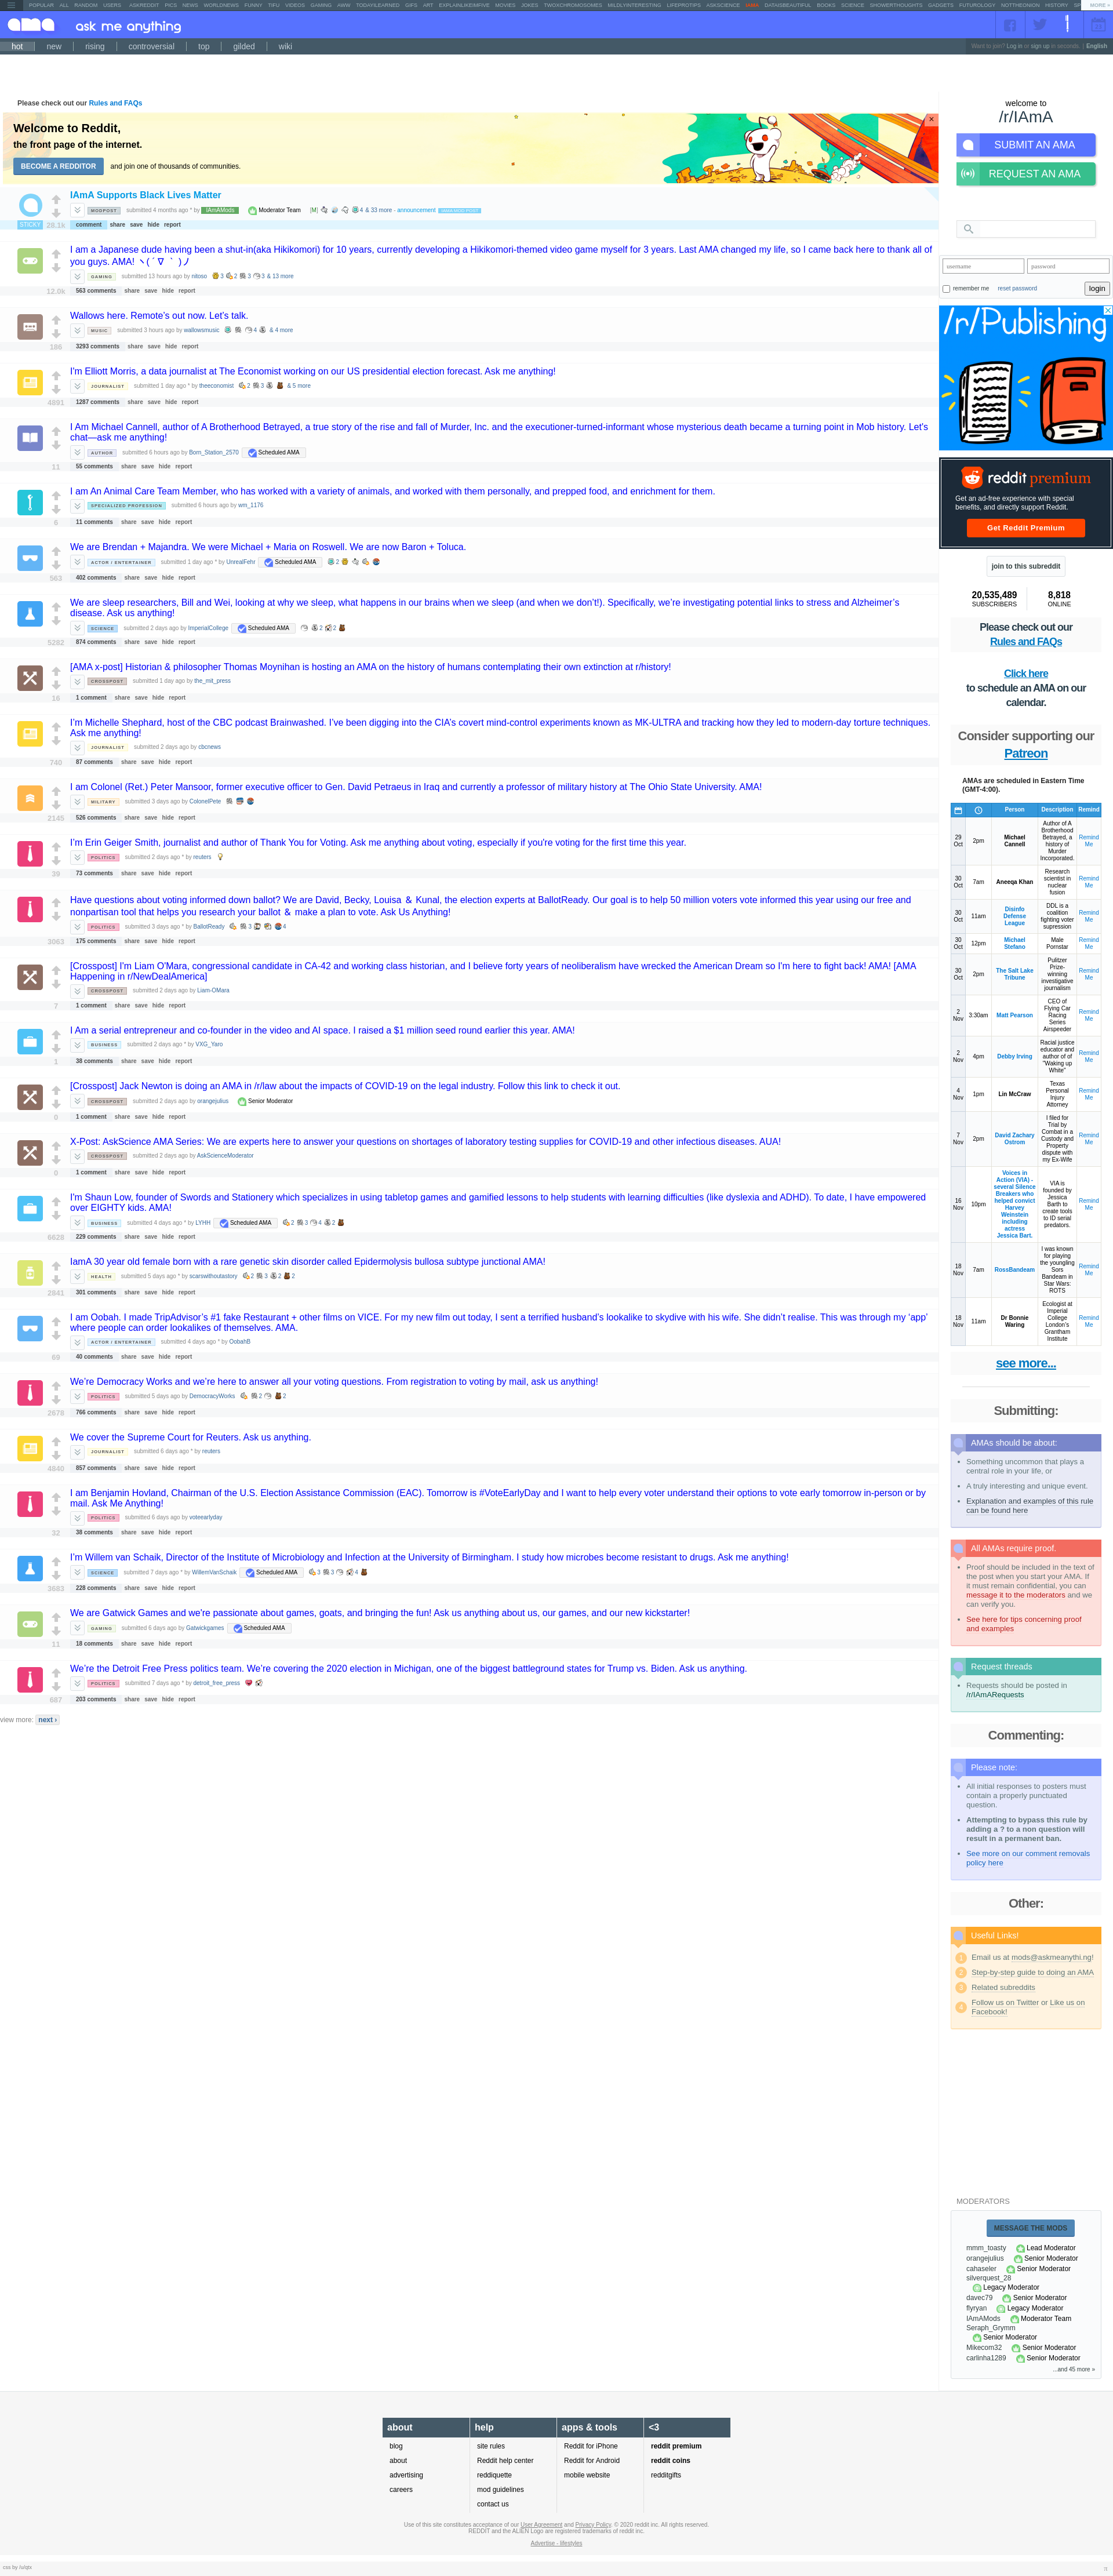 POPULAR ALL RANDOM USERS ASKREDDIT PICS NEWS WORLDNEWS FUNNY TIFU VIDEOS GAMING AWW TODAYILEARNED GIFS ART EXPLAINLIKEIMFIVE MOVIES JOKES TWOXCHROMOSOMES MILDLYINTERESTING LIFEPROTIPS ASKSCIENCE IAMA DATAISBEAUTIFUL BOOKS SCIENCE SHOWERTHOUGHTS GADGETS FUTUROLOGY NOTTHEONION HISTORY MORE »
ama ask me anything
hot new rising controversial top gilded wiki
Want to join? Log in or sign up in seconds. | English
Please check out our Rules and FAQs
Welcome to Reddit,
the front page of the internet.
BECOME A REDDITOR and join one of thousands of communities.
IAmA Supports Black Lives Matter
MODPOST submitted 4 months ago * by IAmAMods Moderator Team [M] 4 & 33 more - announcement
STICKY 28.1k comment share save hide report
I am a Japanese dude having been a shut-in(aka Hikikomori) for 10 years, currently developing a Hikikomori-themed video game myself for 3 years. Last AMA changed my life, so I came back here to thank all of
you guys. AMA! ヽ( ´ ∇ ｀ )ノ
GAMING submitted 13 hours ago by nitoso 3 2 3 3 & 13 more
12.0k 563 comments share save hide report
Wallows here. Remote's out now. Let's talk.
MUSIC submitted 3 hours ago by wallowsmusic 4 & 4 more
186 3293 comments share save hide report
I'm Elliott Morris, a data journalist at The Economist working on our US presidential election forecast. Ask me anything!
JOURNALIST submitted 1 day ago * by theeconomist 2 3 & 5 more
4891 1287 comments share save hide report
I Am Michael Cannell, author of A Brotherhood Betrayed, a true story of the rise and fall of Murder, Inc. and the executioner-turned-informant whose mysterious death became a turning point in Mob history. Let's
chat—ask me anything!
AUTHOR submitted 6 hours ago by Born_Station_2570 Scheduled AMA
11 55 comments share save hide report
I am An Animal Care Team Member, who has worked with a variety of animals, and worked with them personally, and prepped food, and enrichment for them.
SPECIALIZED PROFESSION submitted 6 hours ago by wm_1176
6 11 comments share save hide report
We are Brendan + Majandra. We were Michael + Maria on Roswell. We are now Baron + Toluca.
ACTOR / ENTERTAINER submitted 1 day ago * by UnrealFehr Scheduled AMA 2
563 402 comments share save hide report
We are sleep researchers, Bill and Wei, looking at why we sleep, what happens in our brains when we sleep (and when we don't!). Specifically, we're investigating potential links to stress and Alzheimer's
disease. Ask us anything!
SCIENCE submitted 2 days ago * by ImperialCollege Scheduled AMA 2 2
5282 874 comments share save hide report
[AMA x-post] Historian & philosopher Thomas Moynihan is hosting an AMA on the history of humans contemplating their own extinction at r/history!
CROSSPOST submitted 1 day ago by the_mit_press
16 1 comment share save hide report
I'm Michelle Shephard, host of the CBC podcast Brainwashed. I've been digging into the CIA's covert mind-control experiments known as MK-ULTRA and tracking how they led to modern-day torture techniques.
Ask me anything!
JOURNALIST submitted 2 days ago by cbcnews
740 87 comments share save hide report
I am Colonel (Ret.) Peter Mansoor, former executive officer to Gen. David Petraeus in Iraq and currently a professor of military history at The Ohio State University. AMA!
MILITARY submitted 3 days ago by ColonelPete
2145 526 comments share save hide report
I'm Erin Geiger Smith, journalist and author of Thank You for Voting. Ask me anything about voting, especially if you're voting for the first time this year.
POLITICS submitted 2 days ago * by reuters
39 73 comments share save hide report
Have questions about voting informed down ballot? We are David, Becky, Louisa ＆ Kunal, the election experts at BallotReady. Our goal is to help 50 million voters vote informed this year using our free and
nonpartisan tool that helps you research your ballot ＆ make a plan to vote. Ask Us Anything!
POLITICS submitted 3 days ago * by BallotReady 3 4
3063 175 comments share save hide report
[Crosspost] I'm Liam O'Mara, congressional candidate in CA-42 and working class historian, and I believe forty years of neoliberalism have wrecked the American Dream so I'm here to fight back! AMA! [AMA
Happening in r/NewDealAmerica]
CROSSPOST submitted 2 days ago by Liam-OMara
7 1 comment share save hide report
I Am a serial entrepreneur and co-founder in the video and AI space. I raised a $1 million seed round earlier this year. AMA!
BUSINESS submitted 2 days ago * by VXG_Yaro
1 38 comments share save hide report
[Crosspost] Jack Newton is doing an AMA in /r/law about the impacts of COVID-19 on the legal industry. Follow this link to check it out.
CROSSPOST submitted 2 days ago by orangejulius Senior Moderator
0 1 comment share save hide report
X-Post: AskScience AMA Series: We are experts here to answer your questions on shortages of laboratory testing supplies for COVID-19 and other infectious diseases. AUA!
CROSSPOST submitted 2 days ago by AskScienceModerator
0 1 comment share save hide report
I'm Shaun Low, founder of Swords and Stationery which specializes in using tabletop games and gamified lessons to help students with learning difficulties (like dyslexia and ADHD). To date, I have empowered
over EIGHTY kids. AMA!
BUSINESS submitted 4 days ago * by LYHH Scheduled AMA 2 3 4 2
6628 229 comments share save hide report
IamA 30 year old female born with a rare genetic skin disorder called Epidermolysis bullosa subtype junctional AMA!
HEALTH submitted 5 days ago * by scarswithoutastory 2 3 2 2
2841 301 comments share save hide report
I am Oobah. I made TripAdvisor's #1 fake Restaurant + other films on VICE. For my new film out today, I sent a terrified husband's lookalike to skydive with his wife. She didn't realise. This was through my 'app'
where people can order lookalikes of themselves. AMA.
ACTOR / ENTERTAINER submitted 4 days ago * by OobahB
69 40 comments share save hide report
We're Democracy Works and we're here to answer all your voting questions. From registration to voting by mail, ask us anything!
POLITICS submitted 5 days ago * by DemocracyWorks 2 2
2678 766 comments share save hide report
We cover the Supreme Court for Reuters. Ask us anything.
JOURNALIST submitted 6 days ago * by reuters
4840 857 comments share save hide report
I am Benjamin Hovland, Chairman of the U.S. Election Assistance Commission (EAC). Tomorrow is #VoteEarlyDay and I want to help every voter understand their options to vote early tomorrow in-person or by
mail. Ask Me Anything!
POLITICS submitted 6 days ago by voteearlyday
32 38 comments share save hide report
I'm Willem van Schaik, Director of the Institute of Microbiology and Infection at the University of Birmingham. I study how microbes become resistant to drugs. Ask me anything!
SCIENCE submitted 7 days ago * by WillemVanSchaik Scheduled AMA 3 3 4
3683 228 comments share save hide report
We are Gatwick Games and we're passionate about games, goats, and bringing the fun! Ask us anything about us, our games, and our new kickstarter!
GAMING submitted 6 days ago by Gatwickgames Scheduled AMA
11 18 comments share save hide report
We're the Detroit Free Press politics team. We're covering the 2020 election in Michigan, one of the biggest battleground states for Trump vs. Biden. Ask us anything.
POLITICS submitted 7 days ago * by detroit_free_press
687 203 comments share save hide report
view more: next ›
welcome to
/r/IAmA
SUBMIT AN AMA
REQUEST AN AMA
username password
remember me reset password login
/r/Publishing
reddit premium
Get an ad-free experience with special
benefits, and directly support Reddit.
Get Reddit Premium
join to this subreddit
20,535,489 8,818
SUBSCRIBERS ONLINE
Please check out our
Rules and FAQs
Click here
to schedule an AMA on our
calendar.
Consider supporting our
Patreon
AMAs are scheduled in Eastern Time
(GMT-4:00).
Person Description Remind
29 Oct 2pm Michael Cannell Author of A Brotherhood Betrayed, a history of Murder Incorporated. Remind Me
30 Oct 7am Aneeqa Khan Research scientist in nuclear fusion Remind Me
30 Oct 11am Disinfo Defense League DDL is a coalition fighting voter supression Remind Me
30 Oct 12pm Michael Stefano Male Pornstar Remind Me
30 Oct 2pm The Salt Lake Tribune Pulitzer Prize-winning investigative journalism Remind Me
2 Nov 3:30am Matt Pearson CEO of Flying Car Racing Series Airspeeder Remind Me
2 Nov 4pm Debby Irving Racial justice educator and author of of "Waking up White" Remind Me
4 Nov 1pm Lin McCraw Texas Personal Injury Attorney Remind Me
7 Nov 2pm David Zachary Ostrom I filed for Trial by Combat in a Custody and Property dispute with my Ex-Wife Remind Me
16 Nov 10pm Voices in Action (VIA) - several Silence Breakers who helped convict Harvey Weinstein including actress Jessica Bart. VIA is founded by Jessica Barth to create tools to ID serial predators. Remind Me
18 Nov 7am RossBandeam I was known for playing the youngling Sors Bandeam in Star Wars: ROTS Remind Me
18 Nov 11am Dr Bonnie Waring Ecologist at Imperial College London's Grantham Institute Remind Me
see more...
Submitting:
AMAs should be about:
Something uncommon that plays a
central role in your life, or
A truly interesting and unique event.
Explanation and examples of this rule
can be found here
All AMAs require proof.
Proof should be included in the text of
the post when you start your AMA. If
it must remain confidential, you can
message it to the moderators and we
can verify you.
See here for tips concerning proof
and examples
Request threads
Requests should be posted in
/r/IAmARequests
Commenting:
Please note:
All initial responses to posters must
contain a properly punctuated
question.
Attempting to bypass this rule by
adding a ? to a non question will
result in a permanent ban.
See more on our comment removals
policy here
Other:
Useful Links!
1 Email us at mods@askmeanythi.ng!
2 Step-by-step guide to doing an AMA
3 Related subreddits
4 Follow us on Twitter or Like us on
Facebook!
MODERATORS
MESSAGE THE MODS
mmm_toasty Lead Moderator
orangejulius Senior Moderator
cahaseler Senior Moderator
silverquest_28
Legacy Moderator
davec79 Senior Moderator
flyryan Legacy Moderator
IAmAMods Moderator Team
Seraph_Grymm
Senior Moderator
Mikecom32 Senior Moderator
carlinha1289 Senior Moderator
...and 45 more »
about help apps & tools <3
blog site rules Reddit for iPhone reddit premium
about Reddit help center Reddit for Android reddit coins
advertising reddiquette mobile website redditgifts
careers mod guidelines
contact us
Use of this site constitutes acceptance of our User Agreement and Privacy Policy. © 2020 reddit inc. All rights reserved.
REDDIT and the ALIEN Logo are registered trademarks of reddit inc.
Advertise - lifestyles
css by /u/qtx π